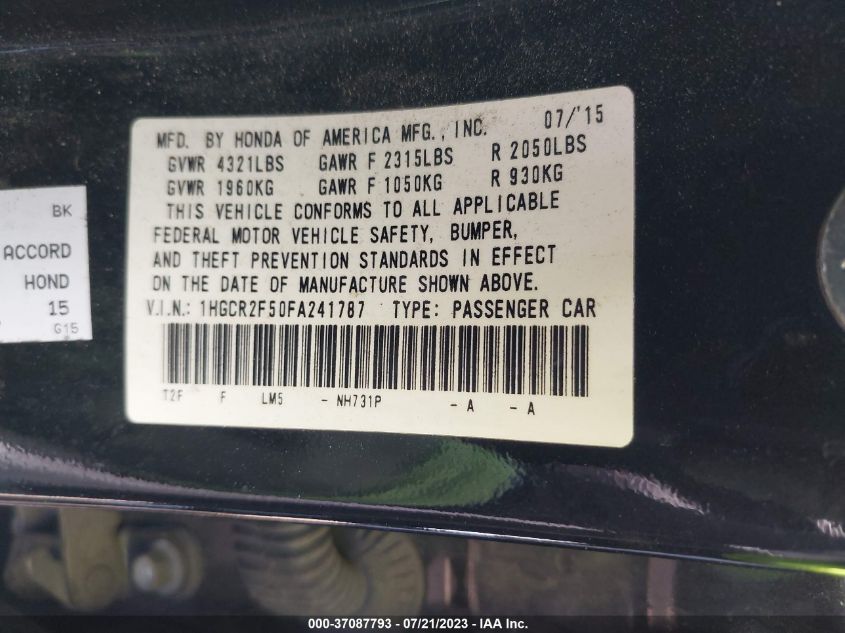 MFD. BY HONDA OF AMERICA MFG., INC. 07/'15
GVWR 4321LBS GAWR F 2315LBS R 2050LBS
GVWR 1960KG GAWR F 1050KG R 930KG
THIS VEHICLE CONFORMS TO ALL APPLICABLE
FEDERAL MOTOR VEHICLE SAFETY, BUMPER,
AND THEFT PREVENTION STANDARDS IN EFFECT
ON THE DATE OF MANUFACTURE SHOWN ABOVE.
V.I.N.: 1HGCR2F50FA241787 TYPE: PASSENGER CAR
T2F F LM5 - NH731P - A - A
BK
ACCORD
HOND
15
G15
000-37087793 - 07/21/2023 - IAA Inc.